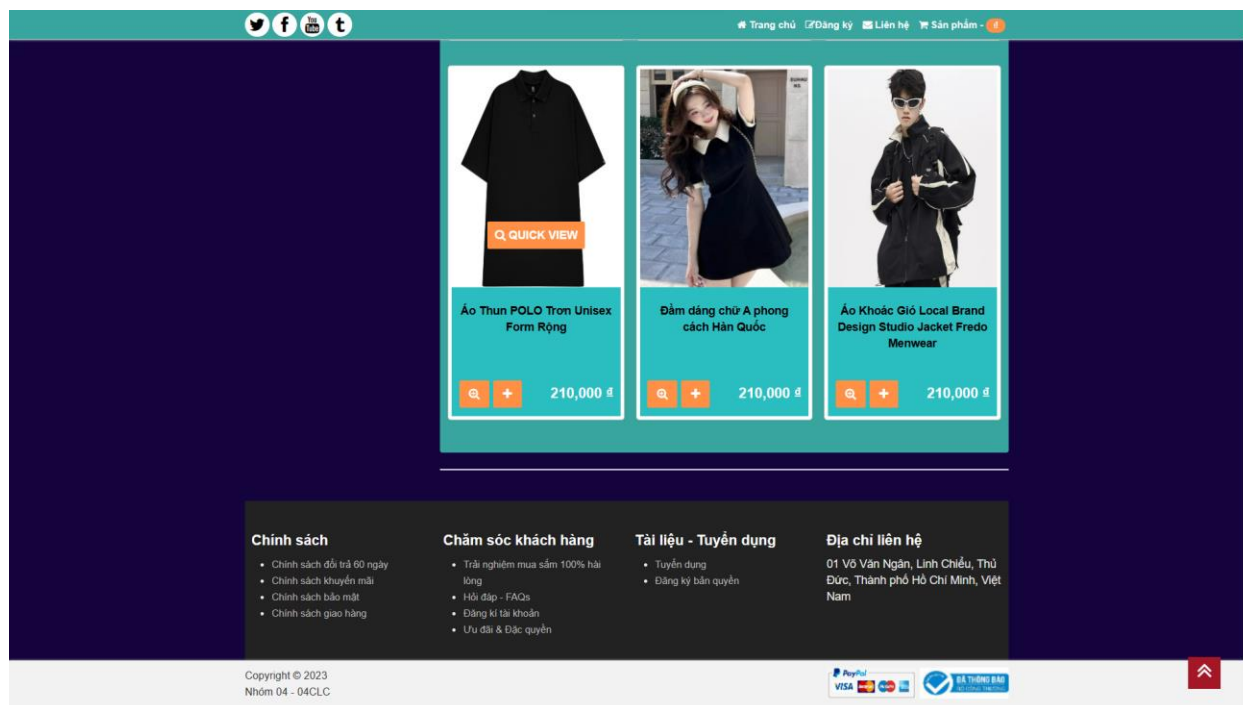 You
Tube
Trang chủ Đăng ký Liên hệ Sản phẩm - đ
QUICK VIEW
Áo Thun POLO Trơn Unisex
Form Rộng
Đầm dáng chữ A phong
cách Hàn Quốc
Áo Khoác Gió Local Brand
Design Studio Jacket Fredo
Menwear
210,000 đ
210,000 đ
210,000 đ
Chính sách
Chính sách đổi trả 60 ngày
Chính sách khuyến mãi
Chính sách bảo mật
Chính sách giao hàng
Chăm sóc khách hàng
Trải nghiệm mua sắm 100% hài
lòng
Hỏi đáp - FAQs
Đăng kí tài khoản
Ưu đãi & Đặc quyền
Tài liệu - Tuyển dụng
Tuyển dụng
Đăng ký bản quyền
Địa chỉ liên hệ
01 Võ Văn Ngân, Linh Chiểu, Thủ
Đức, Thành phố Hồ Chí Minh, Việt
Nam
Copyright © 2023
Nhóm 04 - 04CLC
PayPal
VISA
ĐÃ THÔNG BÁO
BỘ CÔNG THƯƠNG